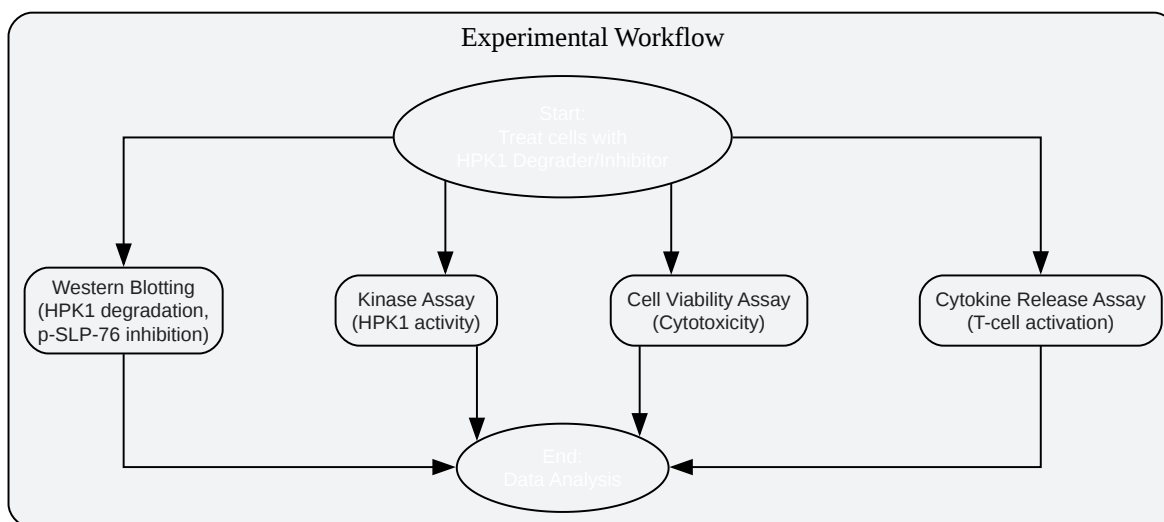 Experimental Workflow
Start:
Treat cells with
HPK1 Degrader/Inhibitor
Western Blotting
(HPK1 degradation,
p-SLP-76 inhibition)
Kinase Assay
(HPK1 activity)
Cell Viability Assay
(Cytotoxicity)
Cytokine Release Assay
(T-cell activation)
End:
Data Analysis